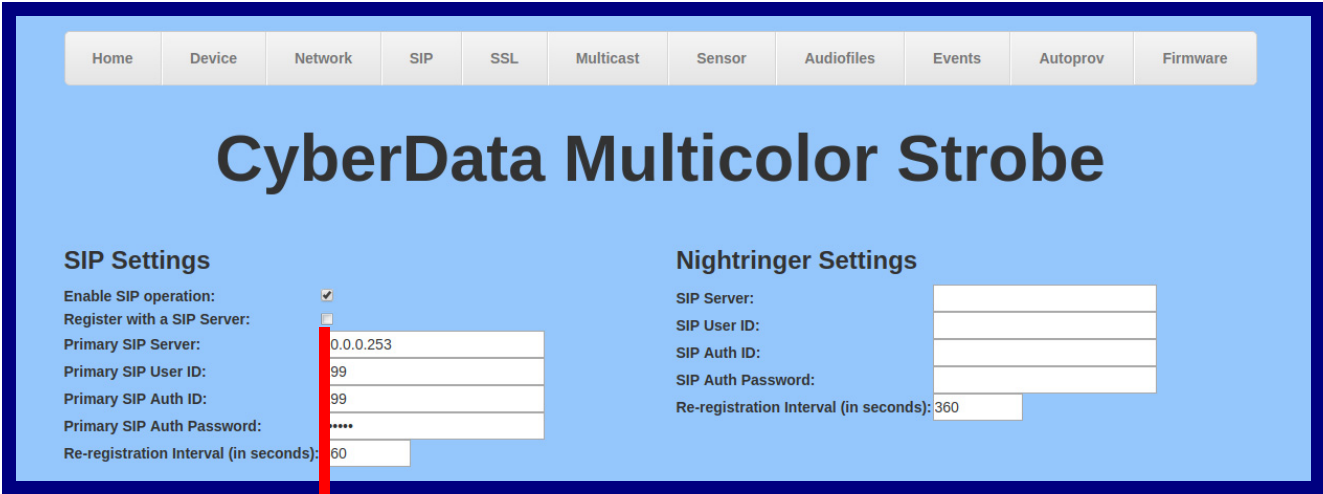 Home Device Network SIP SSL Multicast Sensor Audiofiles Events Autoprov Firmware
CyberData Multicolor Strobe
SIP Settings
Enable SIP operation:
Register with a SIP Server:
Primary SIP Server: 0.0.0.253
Primary SIP User ID: 99
Primary SIP Auth ID: 99
Primary SIP Auth Password: •••••
Re-registration Interval (in seconds): 60
Nightringer Settings
SIP Server:
SIP User ID:
SIP Auth ID:
SIP Auth Password:
Re-registration Interval (in seconds): 360